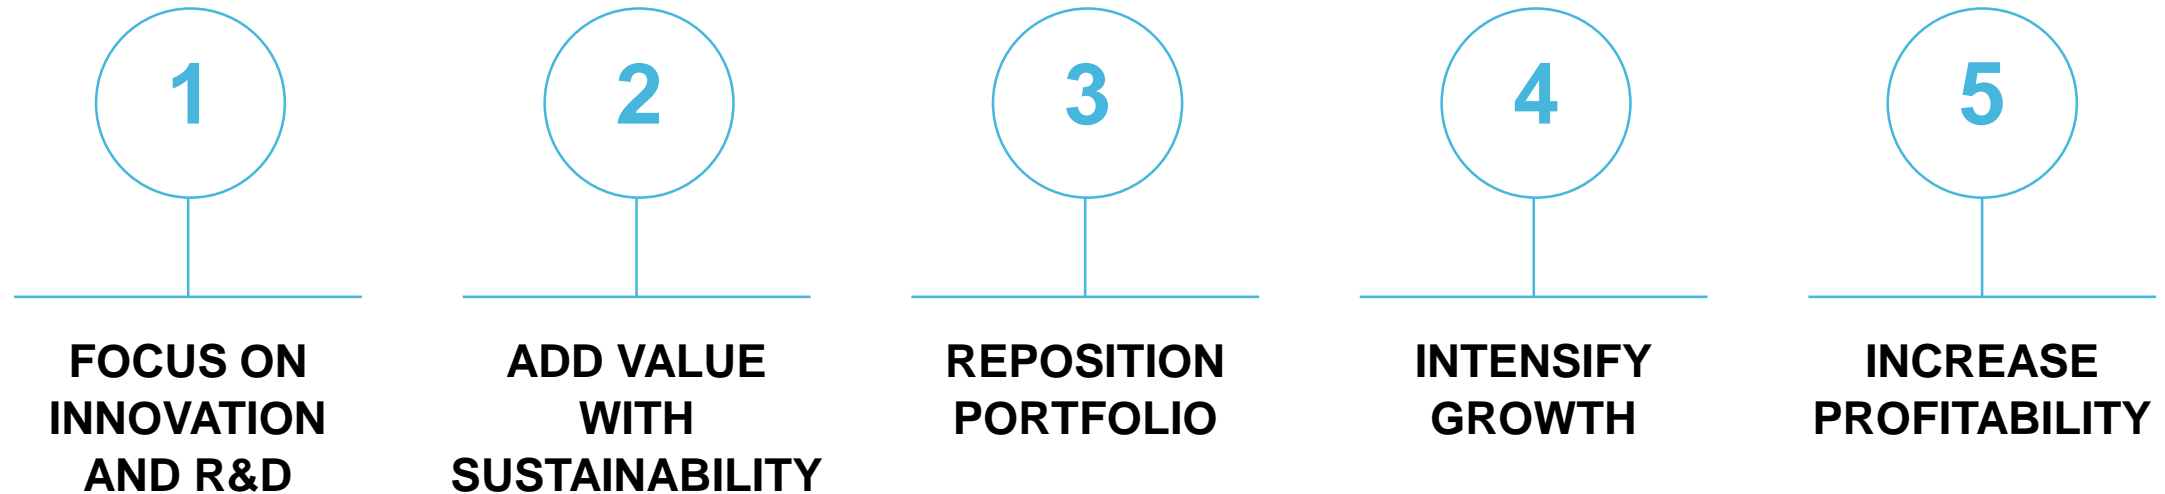 1
FOCUS ON
INNOVATION
AND R&D
2
ADD VALUE
WITH
SUSTAINABILITY
3
REPOSITION
PORTFOLIO
4
INTENSIFY
GROWTH
5
INCREASE
PROFITABILITY